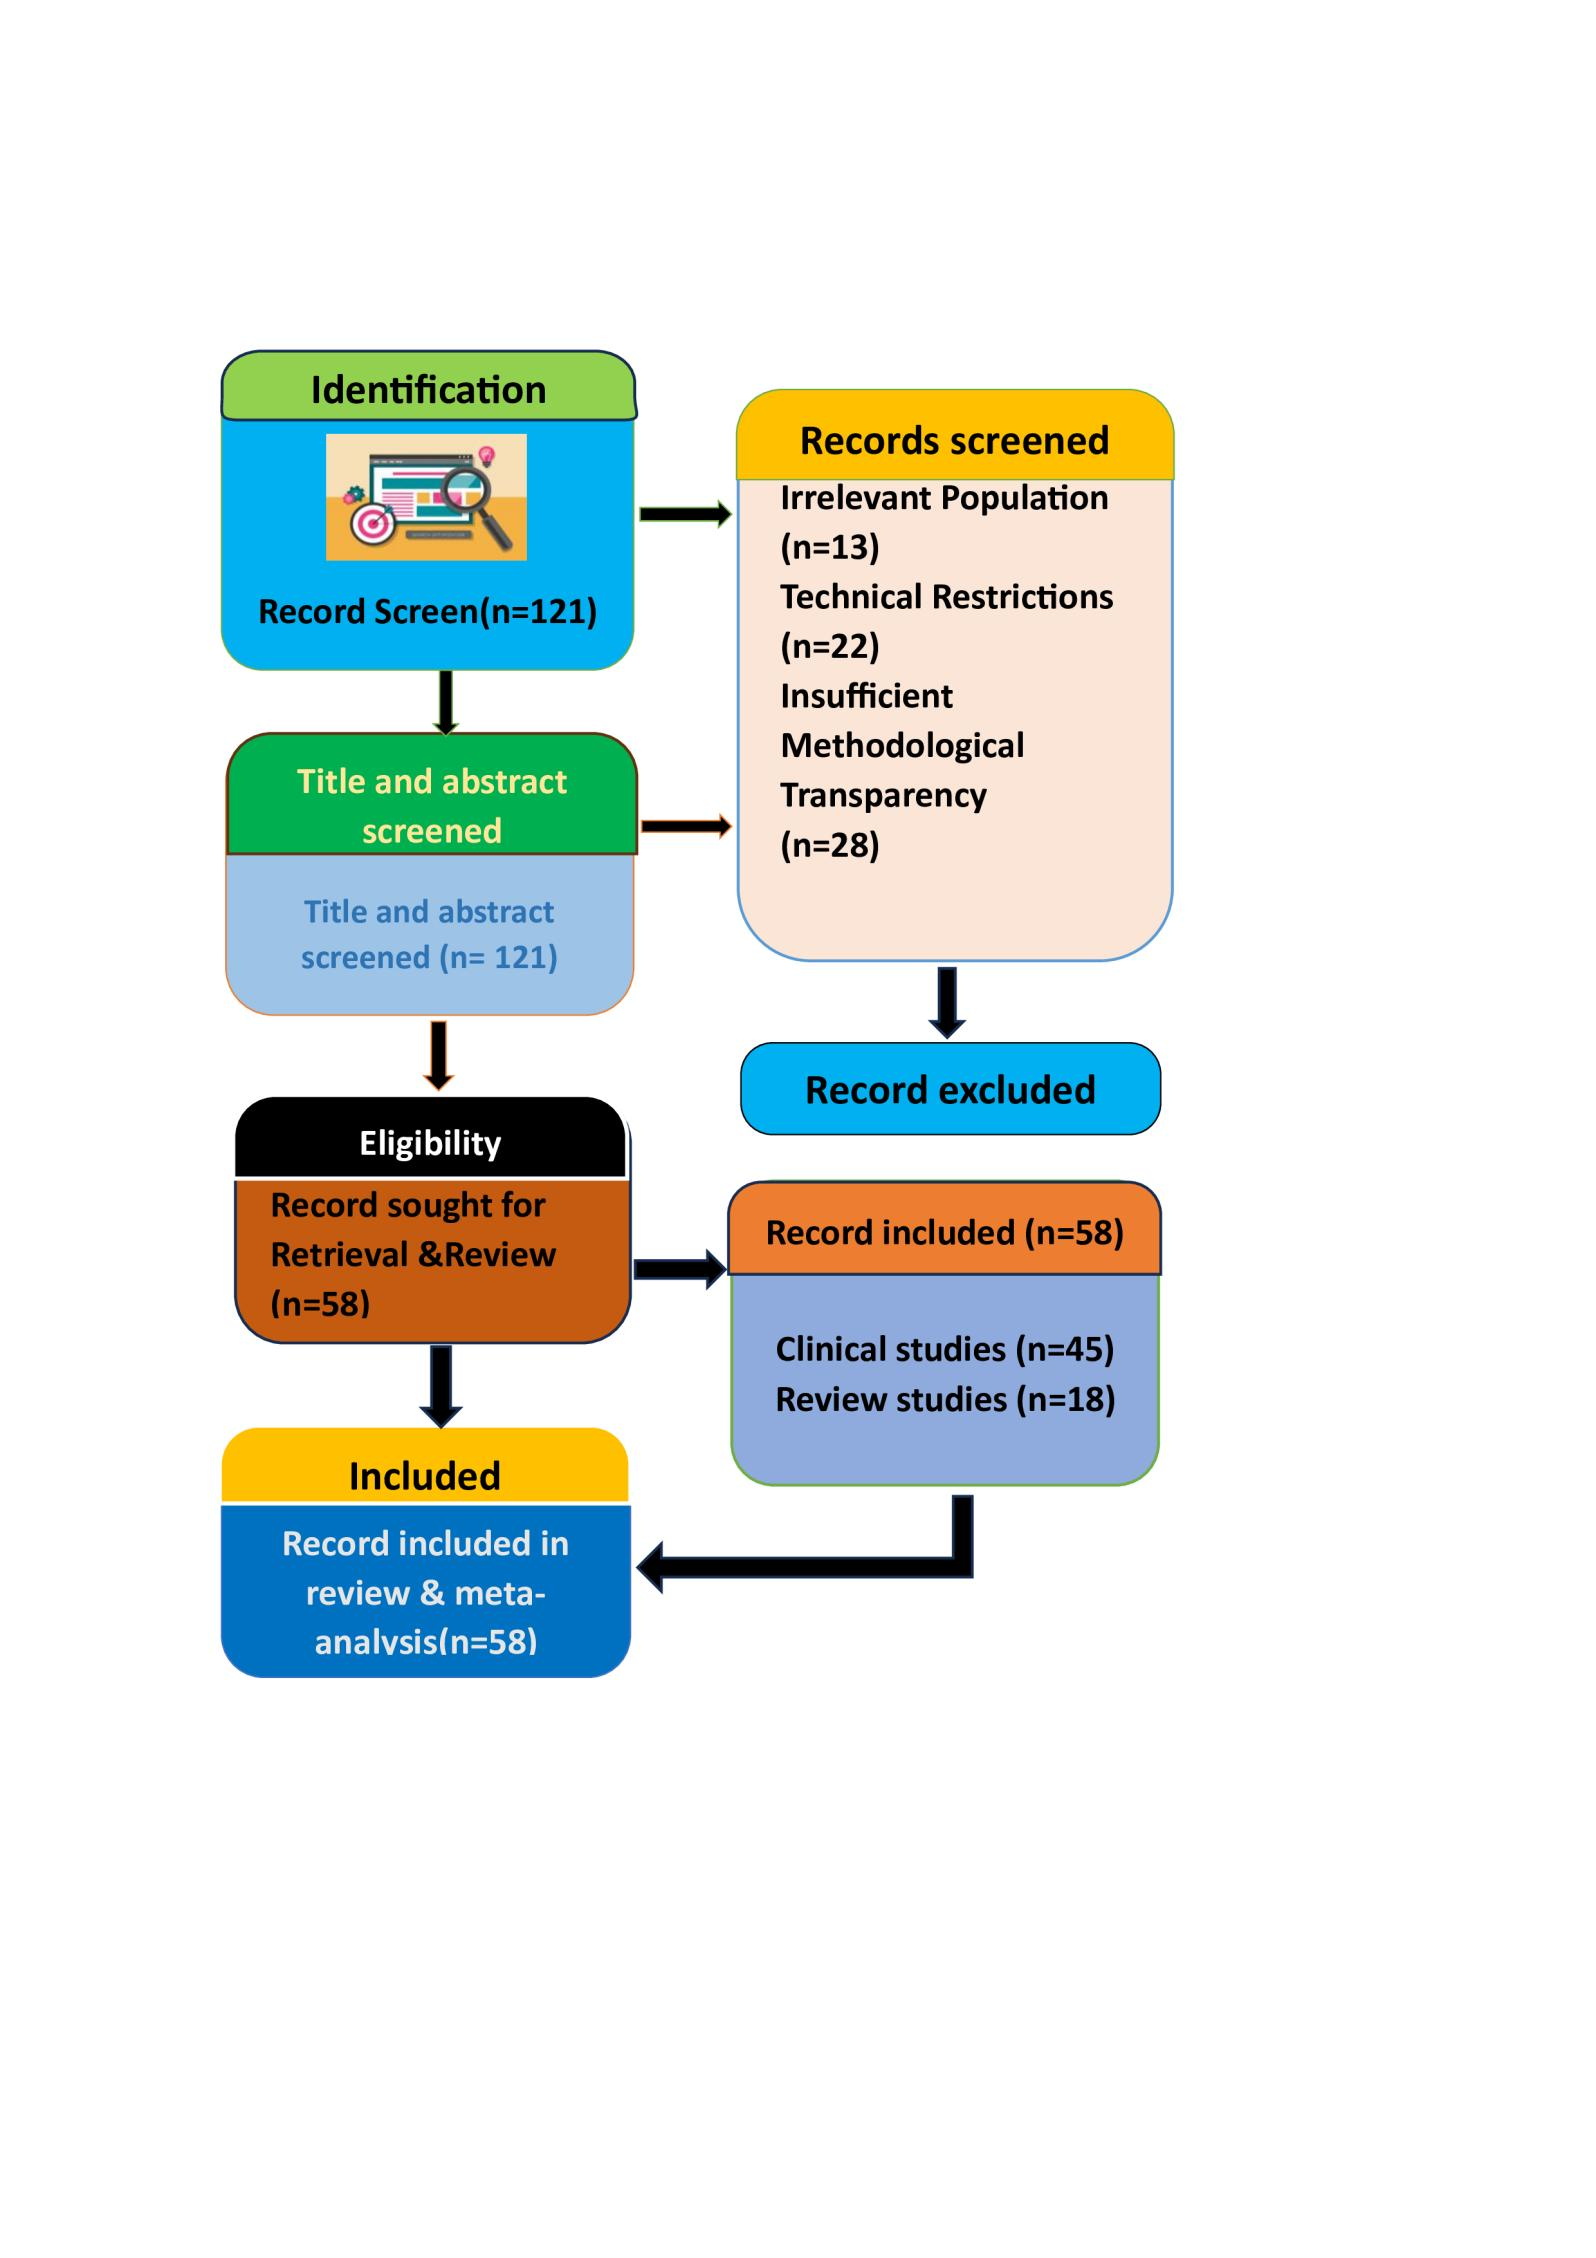 Identification
Record Screen(n=121)
Records screened
Irrelevant Population
(n=13)
Technical Restrictions
(n=22)
Insufficient
Methodological
Transparency
(n=28)
Title and abstract
screened
Title and abstract
screened (n= 121)
Record excluded
Eligibility
Record sought for
Retrieval &Review
(n=58)
Record included (n=58)
Clinical studies (n=45)
Review studies (n=18)
Included
Record included in
review & meta-
analysis(n=58)